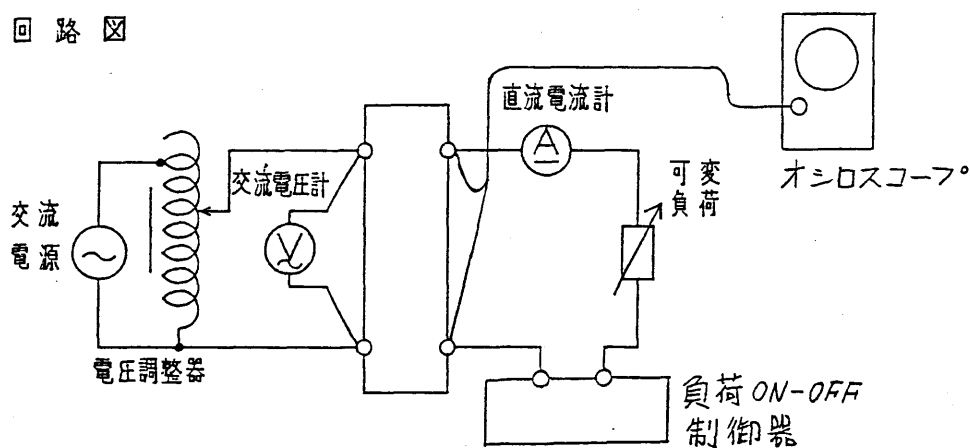 回路図
直流電流計
A
オシロスコープ
可変
負荷
交流電圧計
V
交流
電源
電圧調整器
負荷ON-OFF
制御器